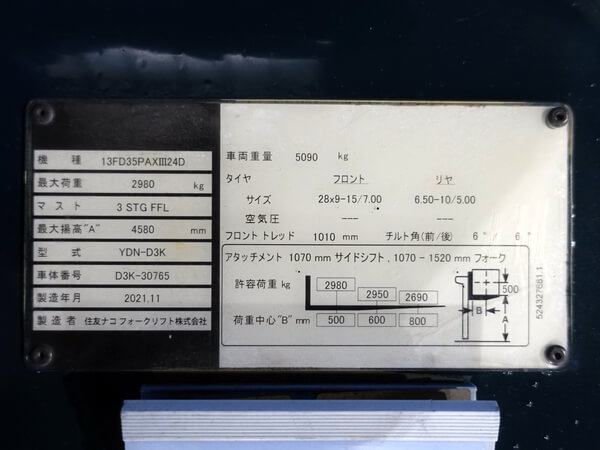 機 種 13FD35PAXⅢ24D
最大荷重 2980 kg
マスト 3 STG FFL
最大揚高"A" 4580 mm
型 式 YDN-D3K
車体番号 D3K-30765
製造年月 2021.11
製造者 住友ナコ フォークリフト株式会社
車両重量 5090 kg
タイヤ フロント リヤ
サイズ 28x9-15/7.00 6.50-10/5.00
空気圧 --- ---
フロント トレッド 1010 mm チルト角(前/後) 6° / 6°
アタッチメント 1070 mm サイドシフト, 1070 - 1520 mm フォーク
許容荷重 kg 2980 2950 2690
荷重中心"B" mm 500 600 800
500
B
A
524327681.1